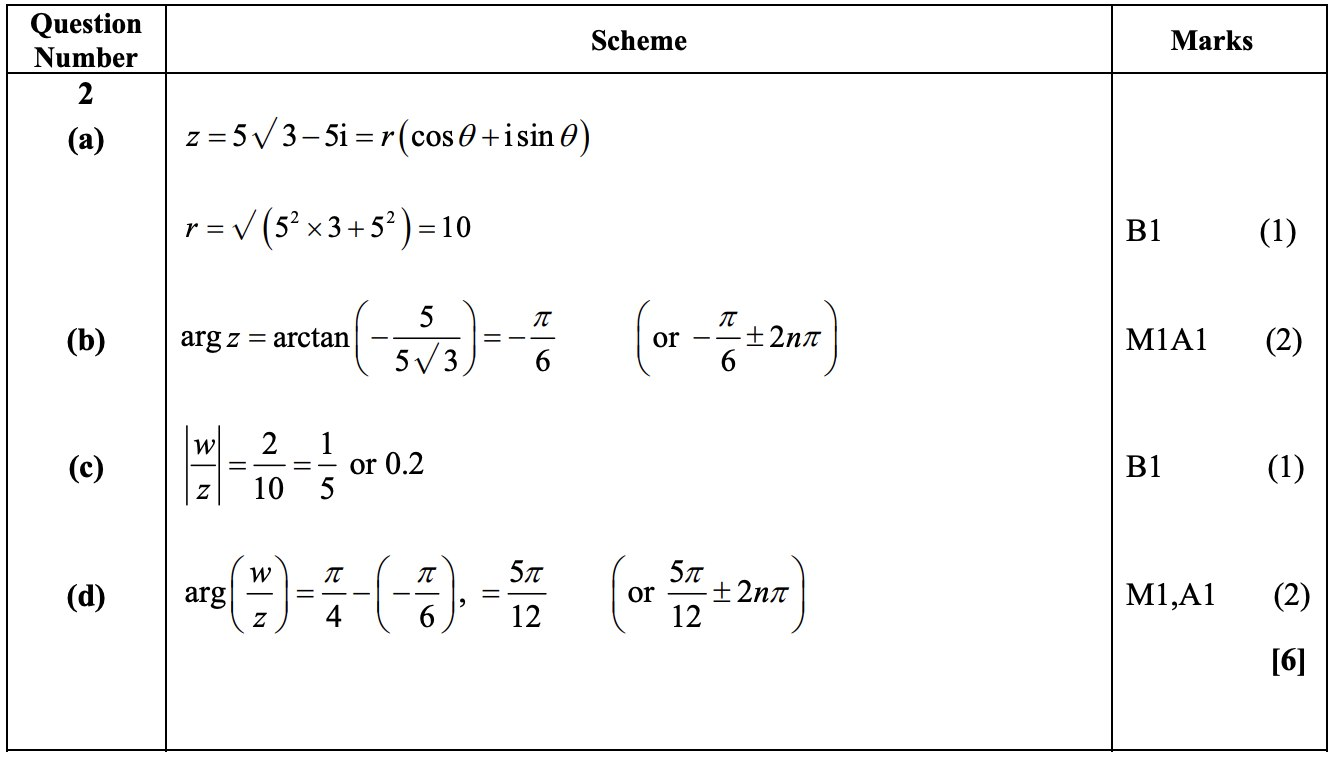 Question Number Scheme Marks
2
(a) z = 5√3 − 5i = r(cos θ + i sin θ)
r = √(5² × 3 + 5²) = 10 B1 (1)
(b) arg z = arctan(−5/(5√3)) = −π/6 (or −π/6 ± 2nπ) M1A1 (2)
(c) |w/z| = 2/10 = 1/5 or 0.2 B1 (1)
(d) arg(w/z) = π/4 − (−π/6), = 5π/12 (or 5π/12 ± 2nπ) M1,A1 (2)
[6]